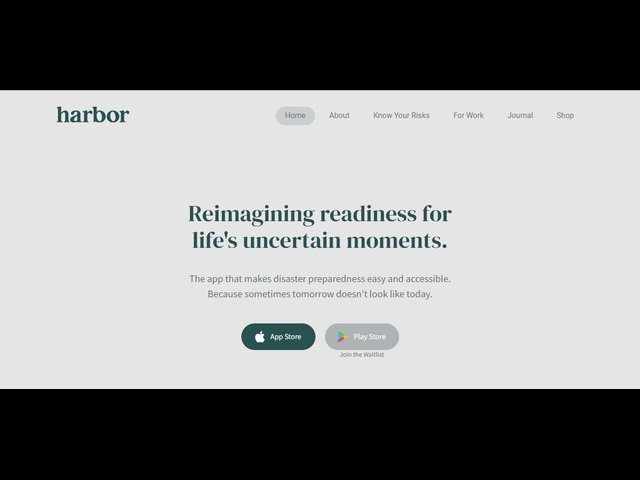 harbor
Home About Know Your Risks For Work Journal Shop
Reimagining readiness for
life's uncertain moments.
The app that makes disaster preparedness easy and accessible.
Because sometimes tomorrow doesn't look like today.
App Store Play Store
Join the Waitlist